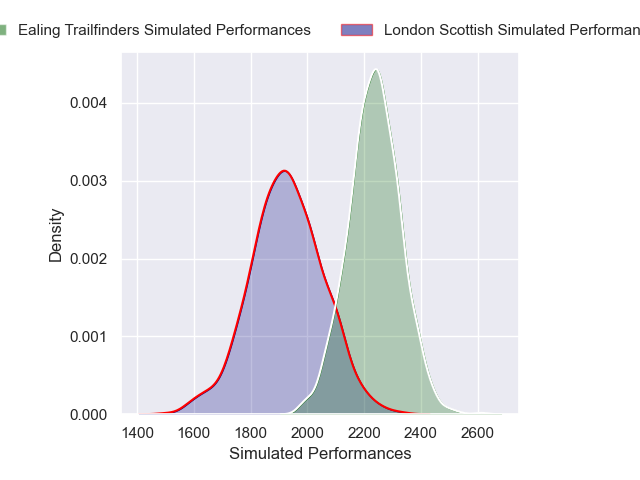 Ealing Trailfinders Simulated Performances
London Scottish Simulated
0.004
0.003
0.002
0.001
0.000
Density
1400 1600 1800 2000 2200 2400 2600
Simulated Performances